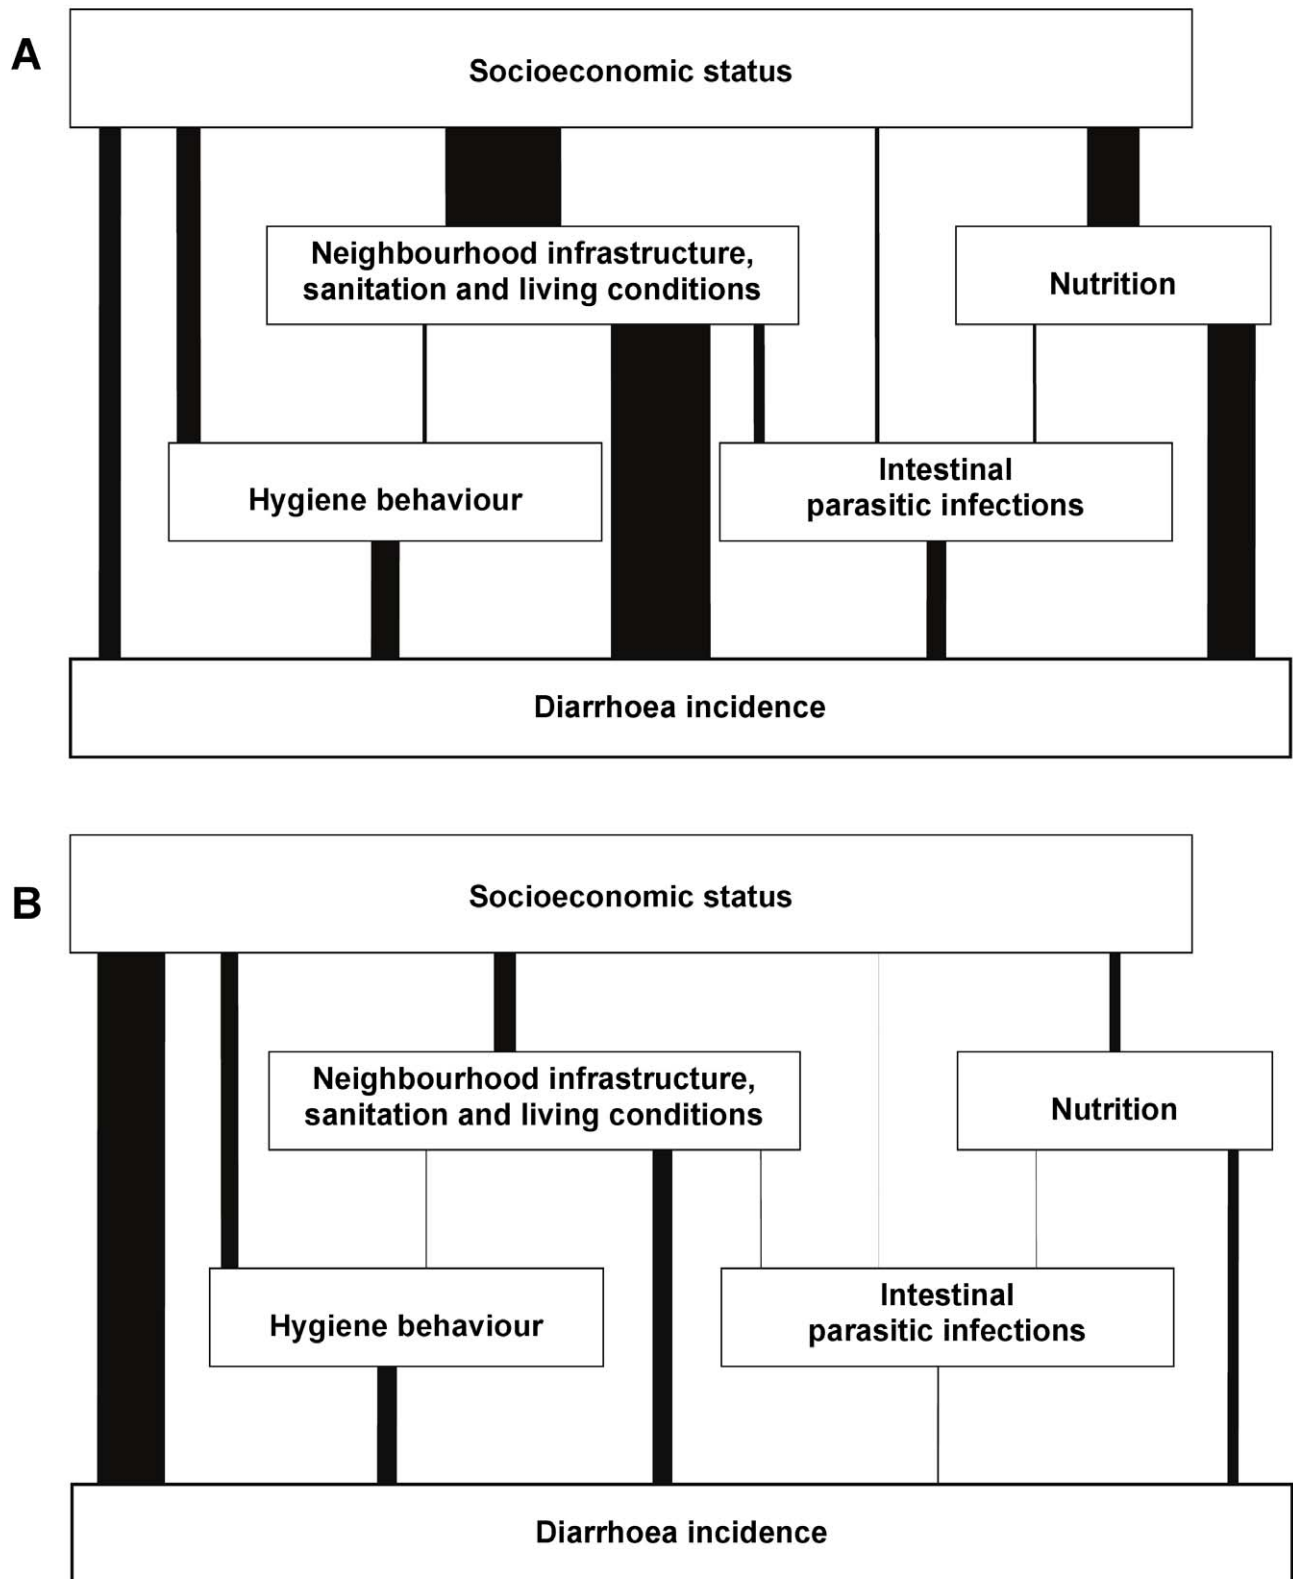 A
Socioeconomic status
Neighbourhood infrastructure,
sanitation and living conditions
Nutrition
Hygiene behaviour
Intestinal
parasitic infections
Diarrhoea incidence
B
Socioeconomic status
Neighbourhood infrastructure,
sanitation and living conditions
Nutrition
Hygiene behaviour
Intestinal
parasitic infections
Diarrhoea incidence